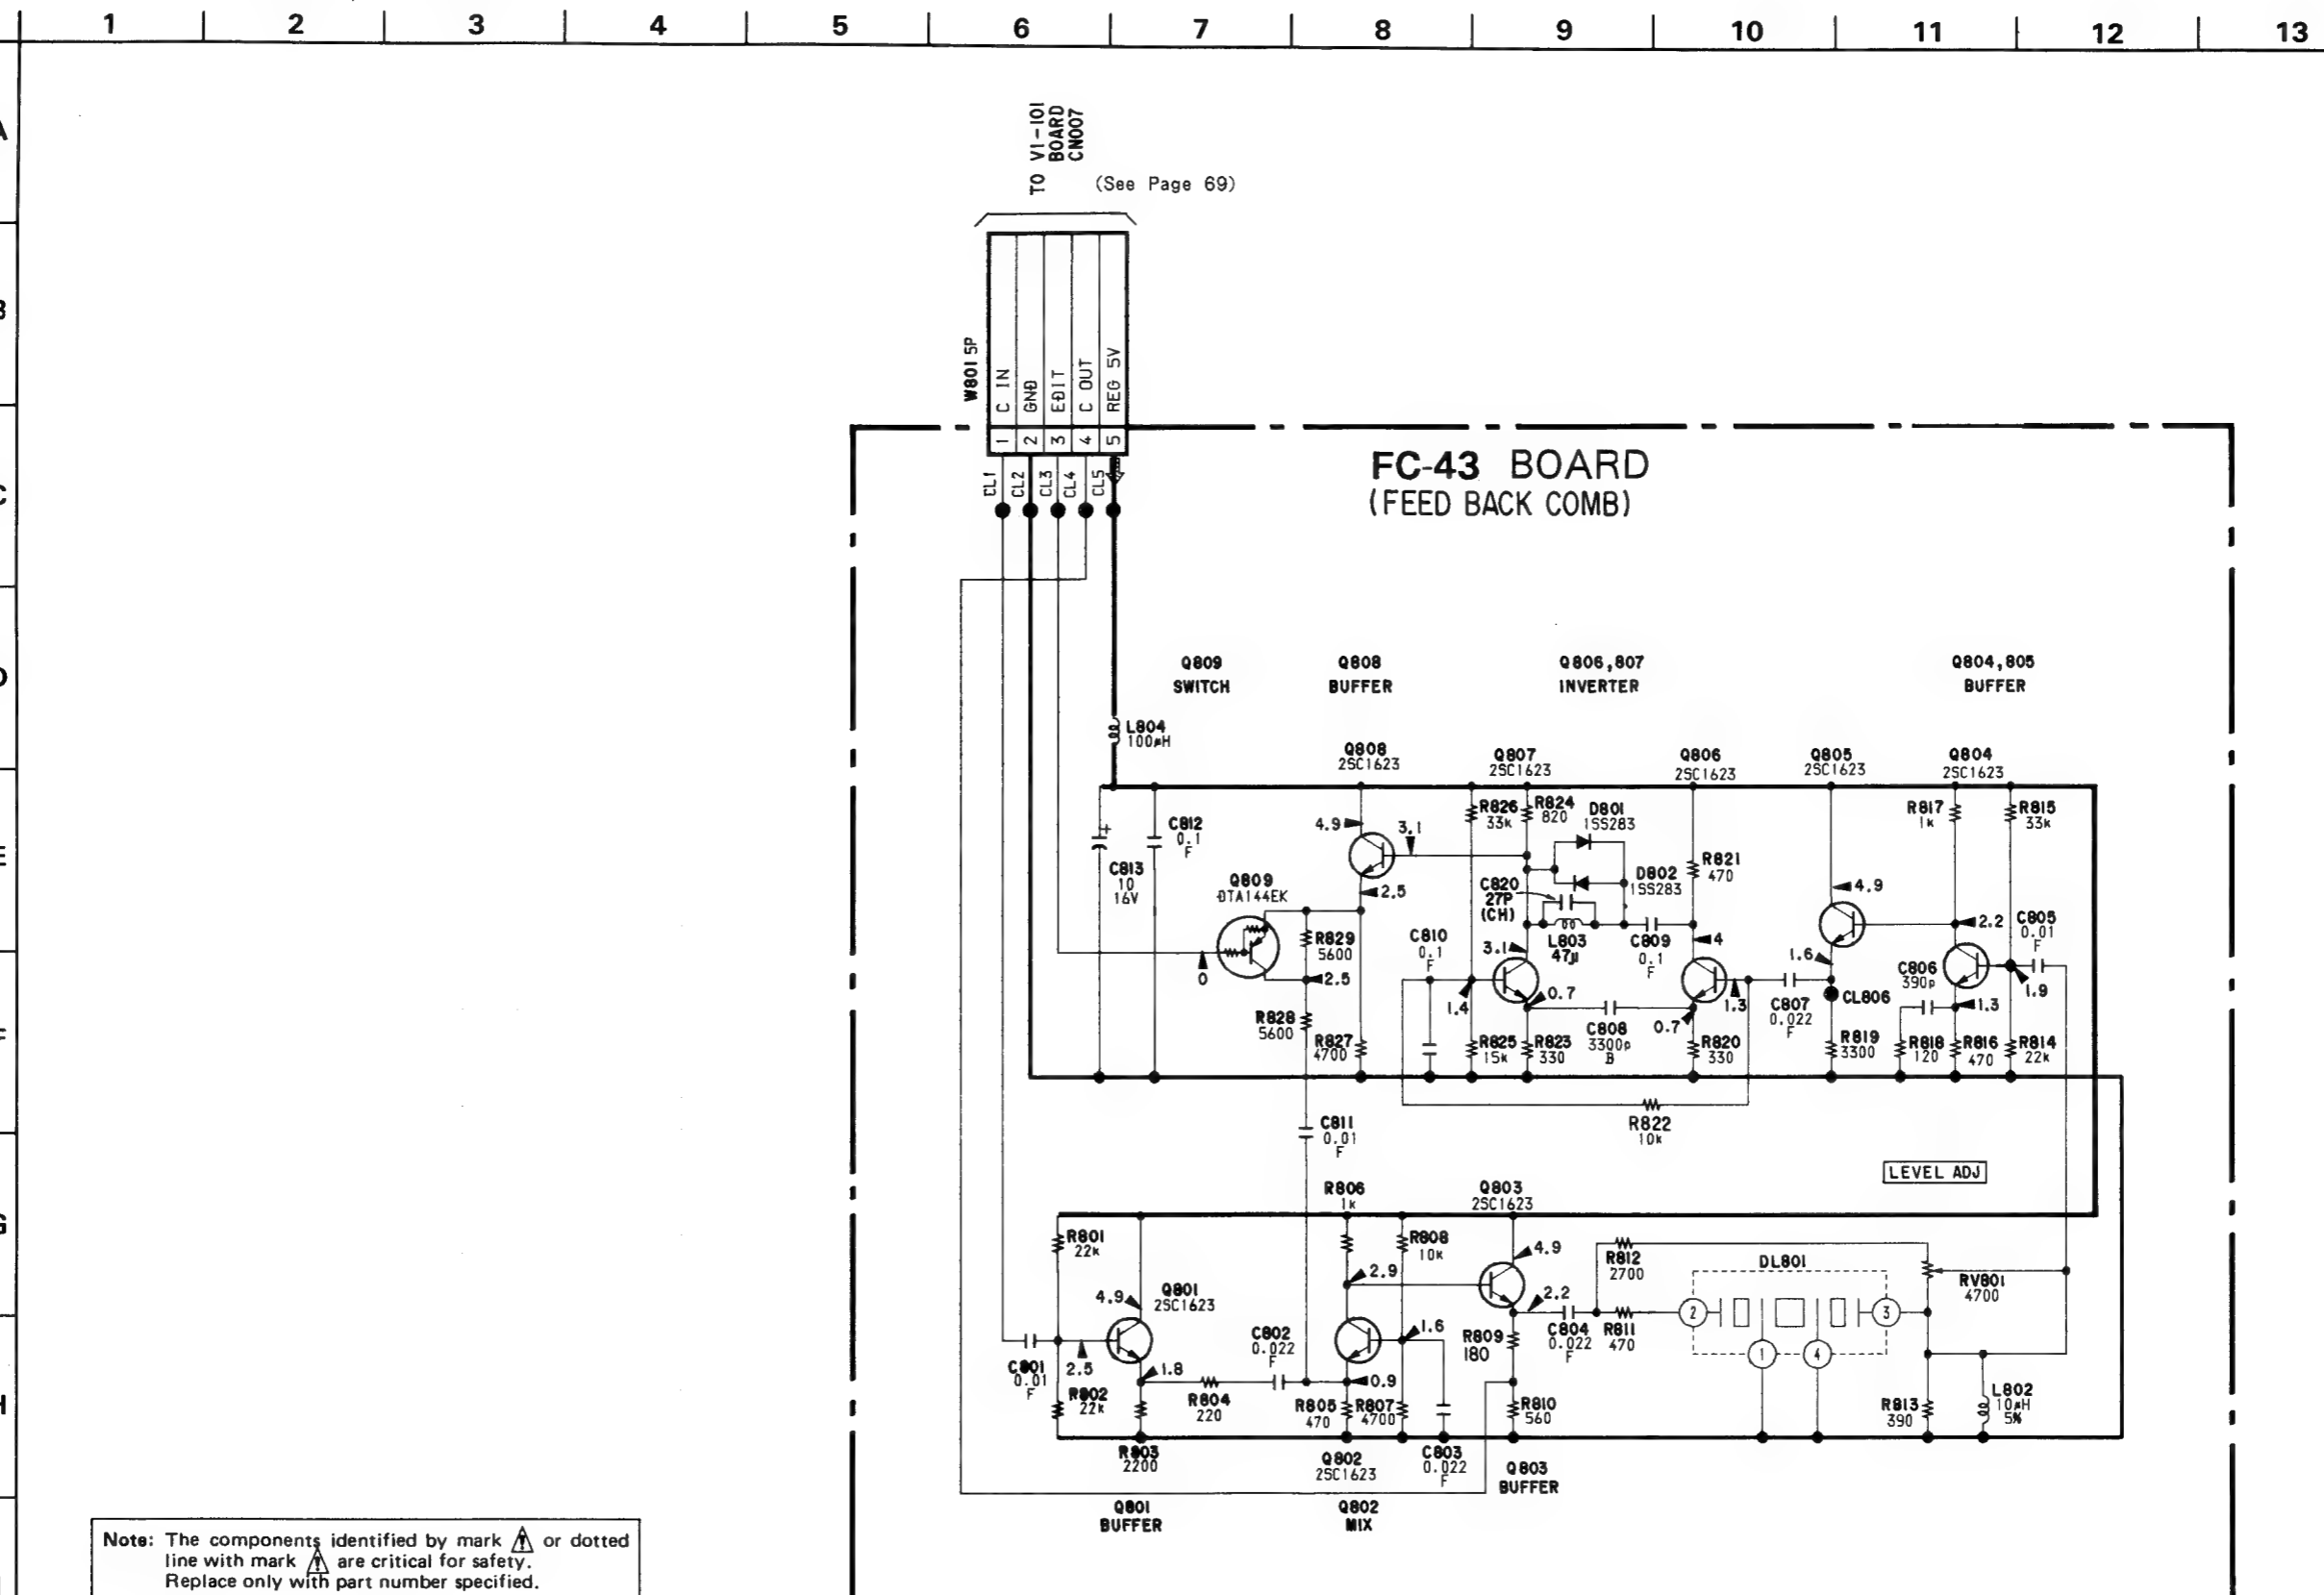 1 2 3 4 5 6 7 8 9 10 11 12 13
A
B
C
D
E
F
G
H
TO V1-101
BOARD
CN007
(See Page 69)
W801 5P
C IN
GND
EDIT
C OUT
REG 5V
1 2 3 4 5
CL1 CL2 CL3 CL4 CL5
FC-43 BOARD
(FEED BACK COMB)
Q809
SWITCH
Q808
BUFFER
Q806,807
INVERTER
Q804,805
BUFFER
L804
100µH
Q808
2SC1623
Q807
2SC1623
Q806
2SC1623
Q805
2SC1623
Q804
2SC1623
C813
10
16V
C812
0.1
F
Q809
DTA144EK
0
4.9
3.1
2.5
R829
5600
2.5
R828
5600
R827
4700
C810
0.1
F
R826
33k
R824
820
D801
1SS283
D802
1SS283
C820
27P
(CH)
L803
47µ
C809
0.1
F
3.1
1.4
0.7
R825
15k
R823
330
C808
3300p
B
R821
470
4
1.3
0.7
R820
330
C807
0.022
F
4.9
1.6
CL806
R819
3300
R817
1k
R815
33k
2.2
C805
0.01
F
C806
390p
1.3
1.9
R818
120
R816
470
R814
22k
R822
10k
C811
0.01
F
LEVEL ADJ
R806
1k
Q803
2SC1623
R801
22k
R808
10k
4.9
R812
2700
DL801
RV801
4700
2 3 1 4
4.9
Q801
2SC1623
2.9
2.2
C801
0.01
F
2.5
1.8
R802
22k
R804
220
C802
0.022
F
1.6
0.9
R809
180
C804
0.022
F
R811
470
R805
470
R807
4700
R810
560
R813
390
L802
10µH
5%
R803
2200
Q802
2SC1623
C803
0.022
F
Q803
BUFFER
Q801
BUFFER
Q802
MIX
Note: The components identified by mark ⚠ or dotted
line with mark ⚠ are critical for safety.
Replace only with part number specified.